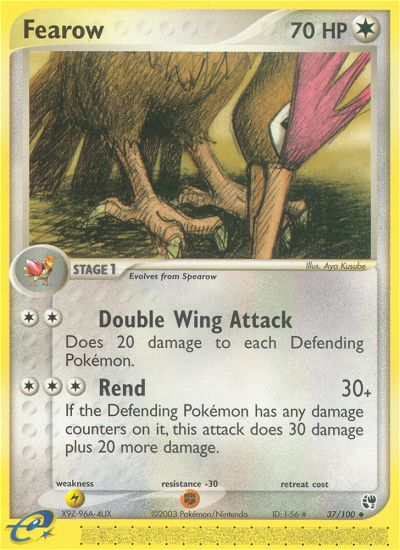 Fearow 70 HP
Illus. Aya Kusube
STAGE 1
Evolves from Spearow
Double Wing Attack
Does 20 damage to each Defending
Pokémon.
Rend 30+
If the Defending Pokémon has any damage
counters on it, this attack does 30 damage
plus 20 more damage.
weakness resistance -30 retreat cost
X9Z-96A-4UX ©2003 Pokémon/Nintendo ID: I-56-# 37/100
e